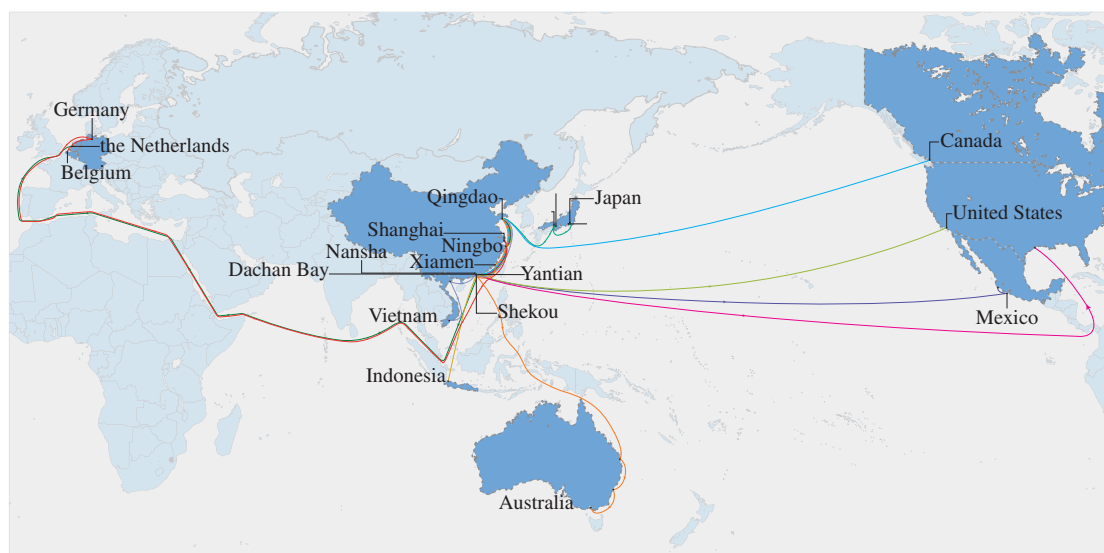 Germany
the Netherlands
Belgium
Canada
Qingdao
Japan
United States
Shanghai
Ningbo
Nansha
Xiamen
Dachan Bay
Yantian
Vietnam
Shekou
Mexico
Indonesia
Australia